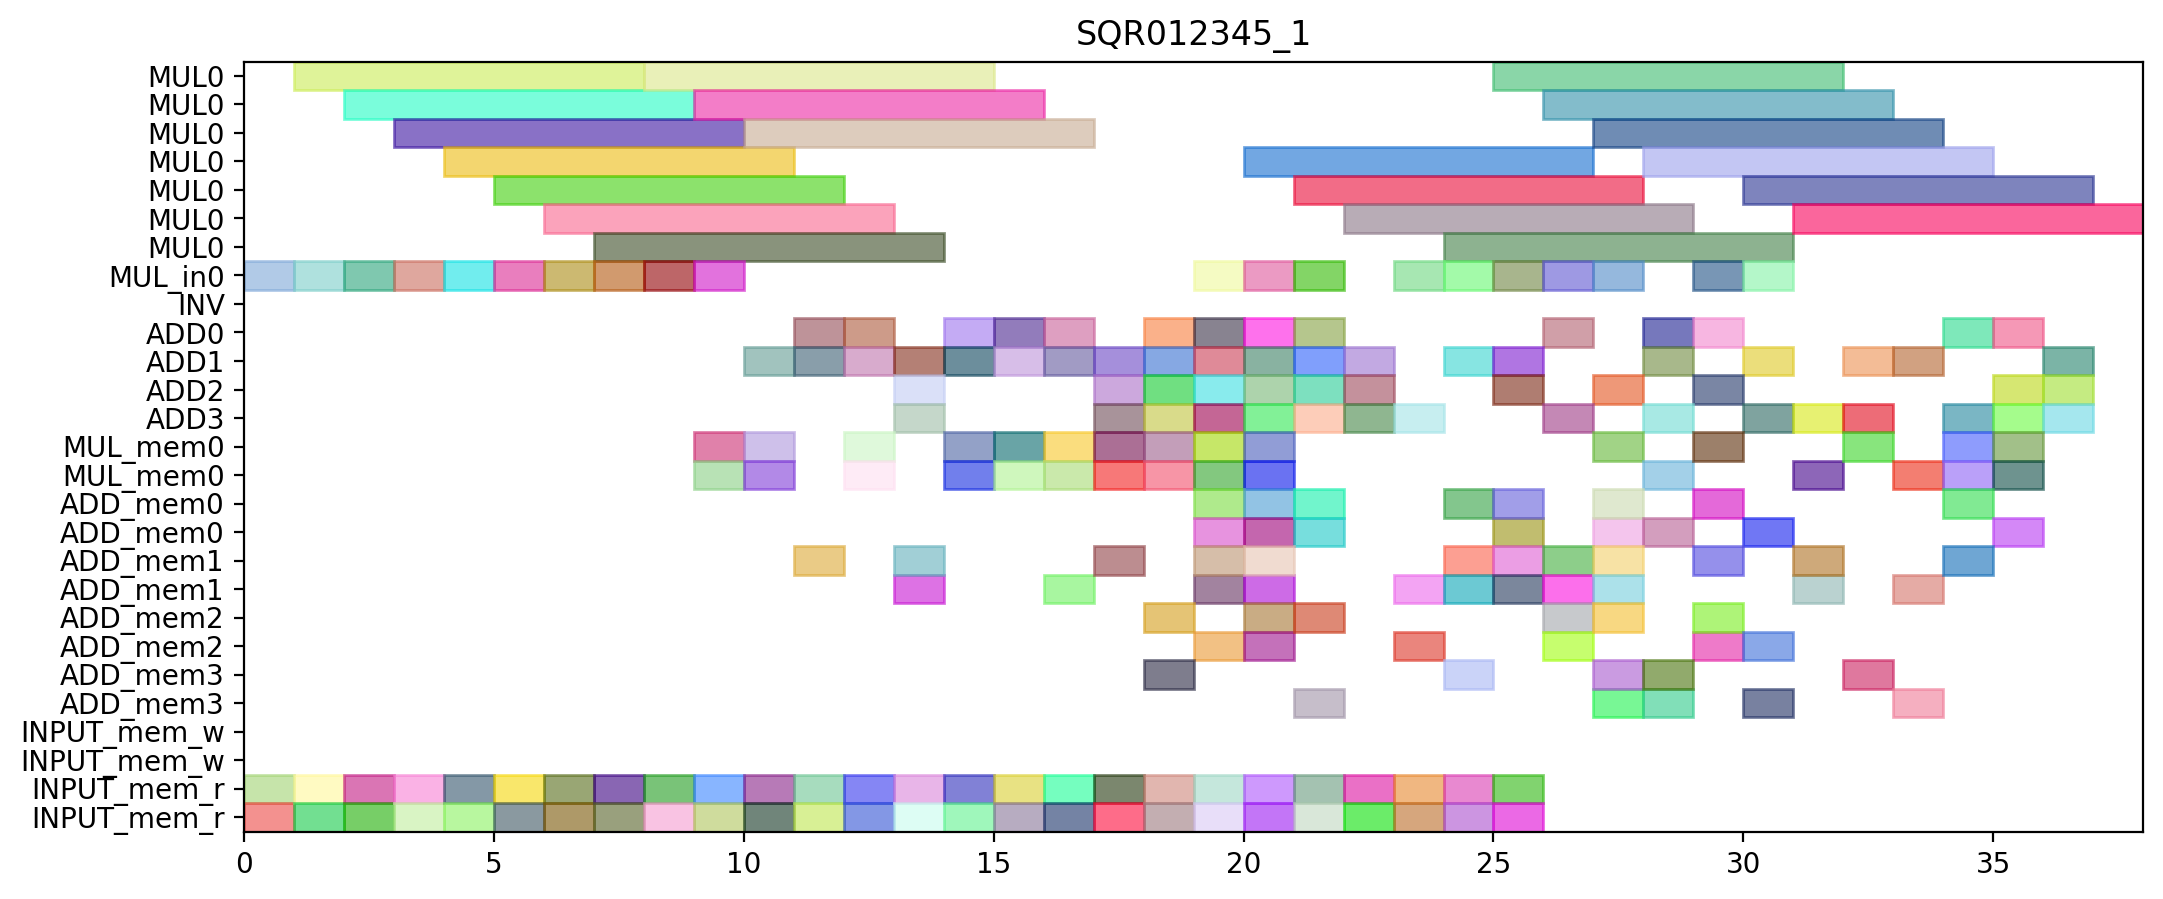 SQR012345_1
MUL0
MUL0
MUL0
MUL0
MUL0
MUL0
MUL0
MUL_in0
INV
ADD0
ADD1
ADD2
ADD3
MUL_mem0
MUL_mem0
ADD_mem0
ADD_mem0
ADD_mem1
ADD_mem1
ADD_mem2
ADD_mem2
ADD_mem3
ADD_mem3
INPUT_mem_w
INPUT_mem_w
INPUT_mem_r
INPUT_mem_r
0 5 10 15 20 25 30 35